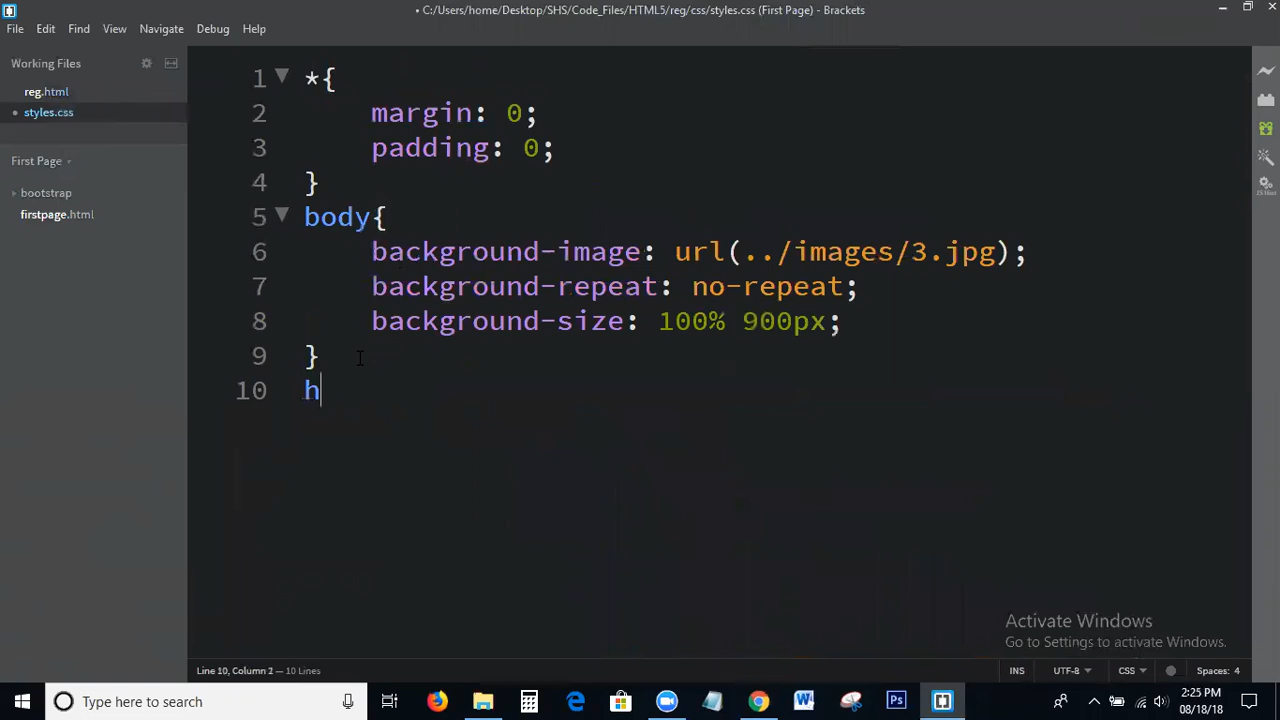 • C:/Users/home/Desktop/SHS/Code_Files/HTML5/reg/css/styles.css (First Page) - Brackets
File Edit Find View Navigate Debug Help
Working Files
reg.html
• styles.css
First Page
bootstrap
firstpage.html
1 *{
2 margin: 0;
3 padding: 0;
4 }
5 body{
6 background-image: url(../images/3.jpg);
7 background-repeat: no-repeat;
8 background-size: 100% 900px;
9 }
10 h
Activate Windows
Go to Settings to activate Windows.
Line 10, Column 2 — 10 Lines
INS UTF-8 CSS Spaces: 4
Type here to search
2:25 PM
08/18/18